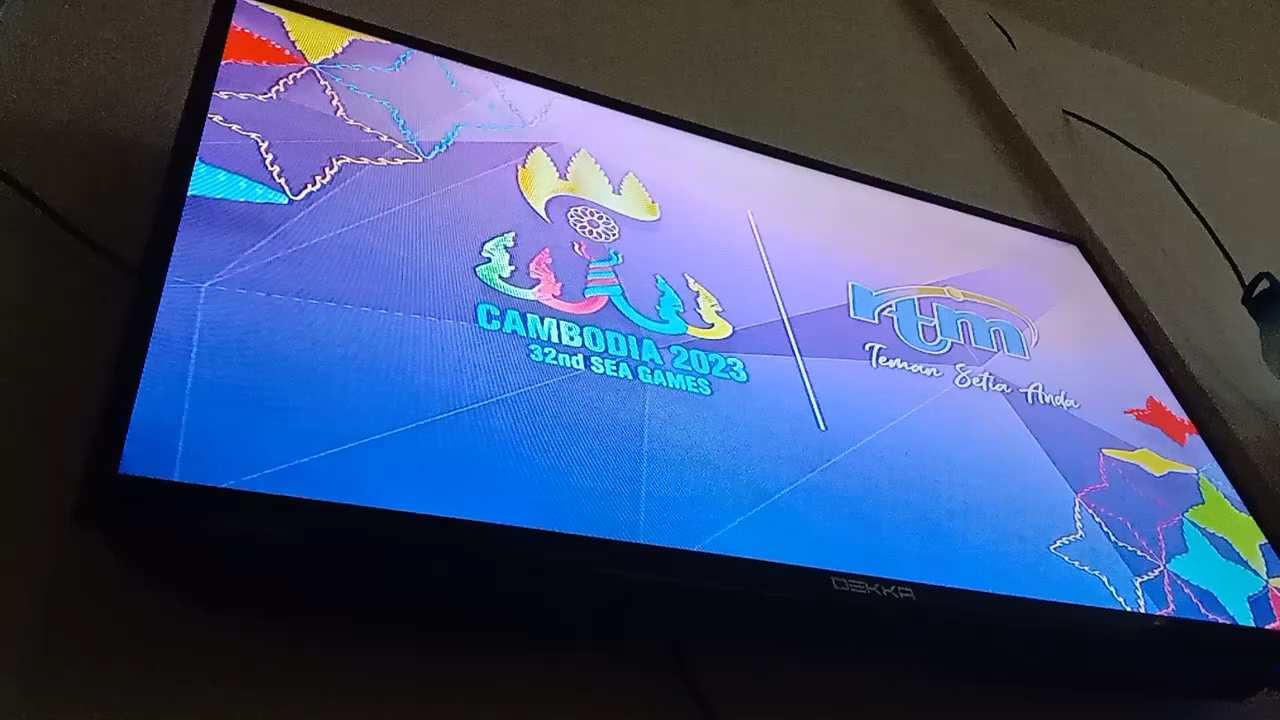 CAMBODIA 2023
32nd SEA GAMES
rtm
Teman Setia Anda
DEKKA